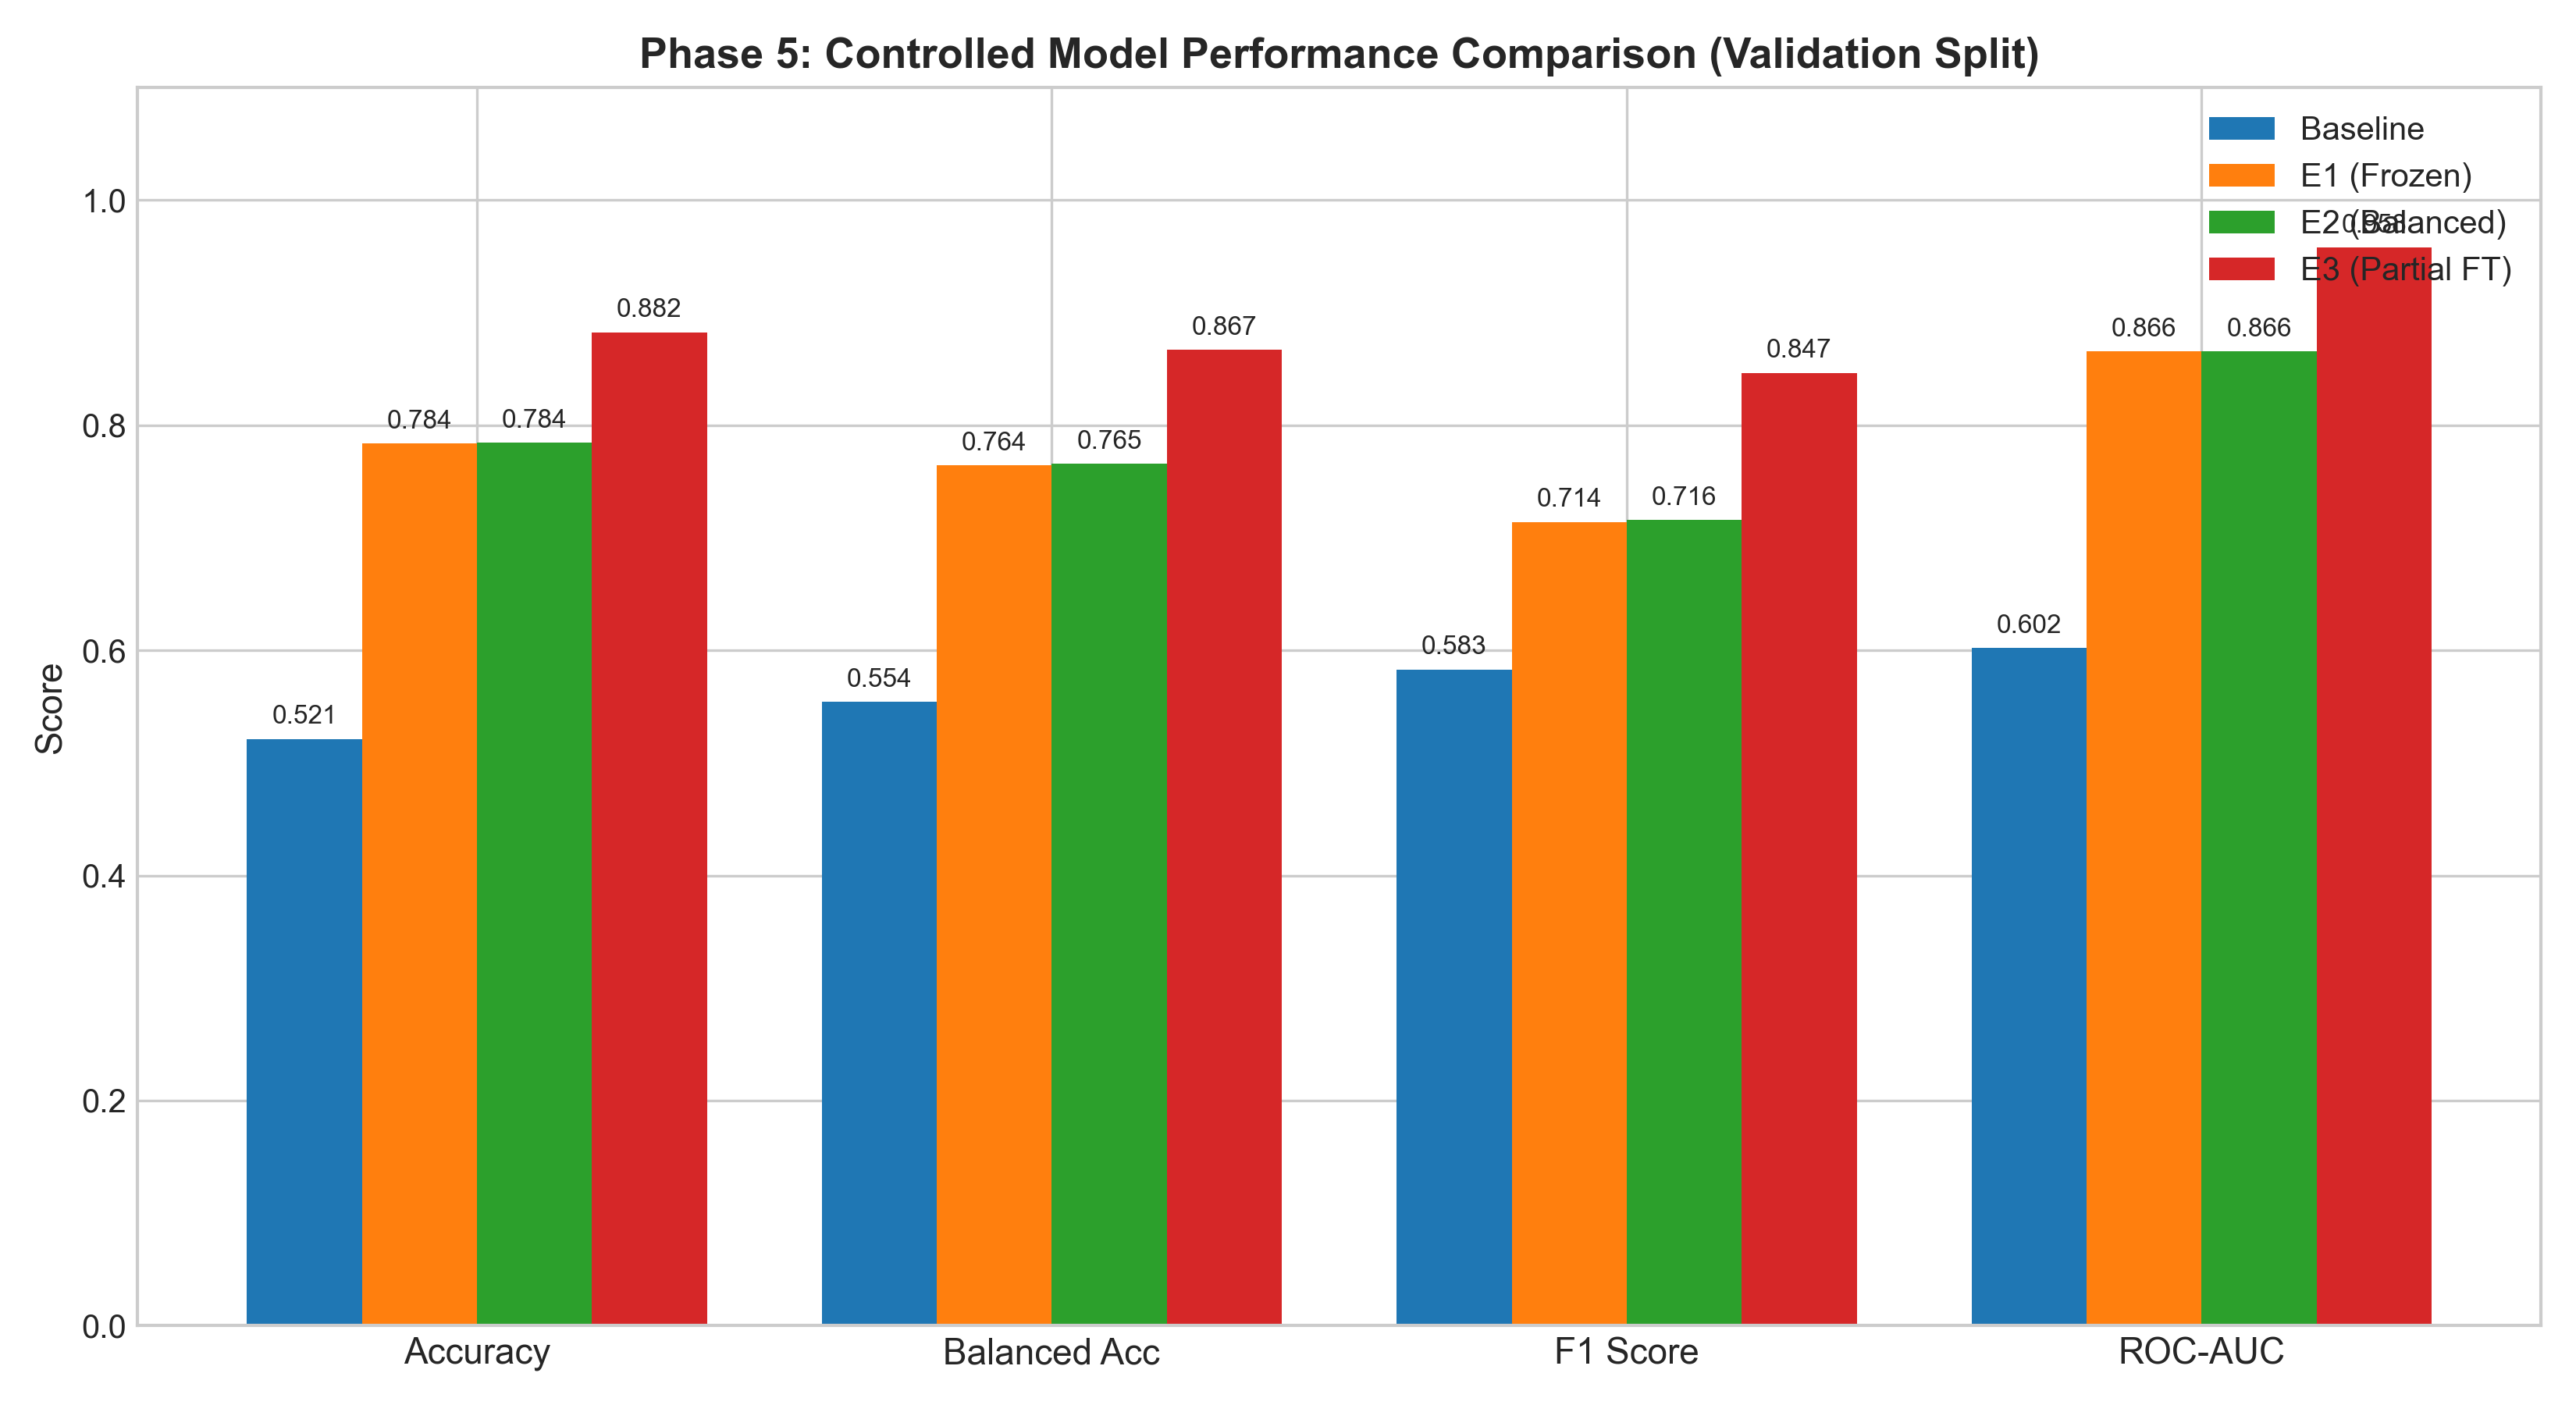 Phase 5: Controlled Model Performance Comparison (Validation Split)
Baseline
E1 (Frozen)
E2 (Balanced)
E3 (Partial FT)
Score
1.0
0.8
0.6
0.4
0.2
0.0
0.521
0.784
0.784
0.882
0.554
0.764
0.765
0.867
0.583
0.714
0.716
0.847
0.602
0.866
0.866
0.958
Accuracy
Balanced Acc
F1 Score
ROC-AUC